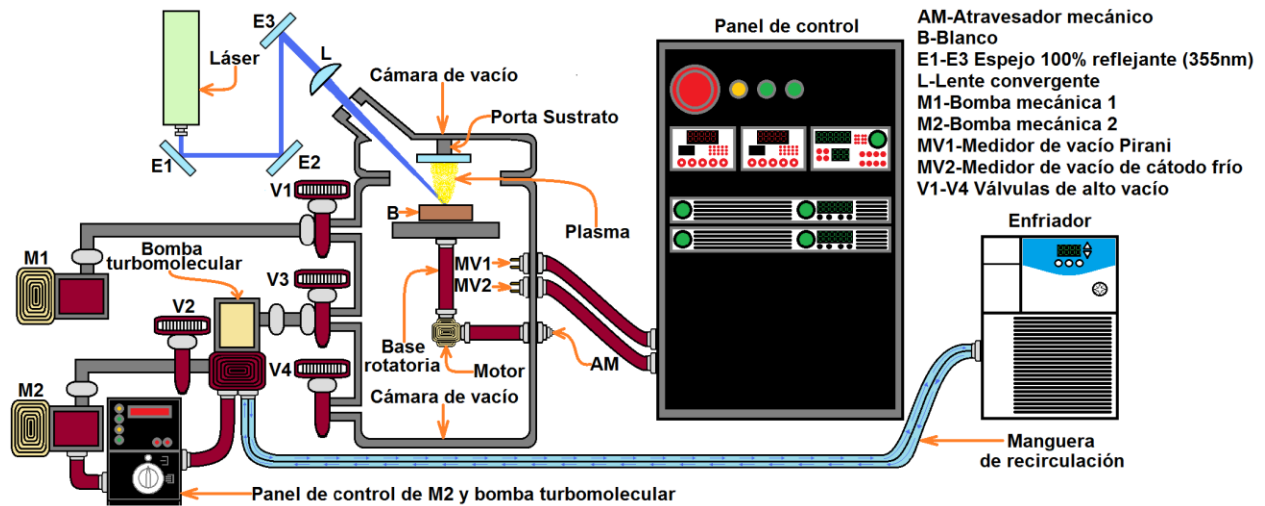 E3
Láser
L
Cámara de vacío
Porta Sustrato
E1
E2
V1
B
Plasma
M1
Bomba
turbomolecular
V3
MV1
MV2
V2
Base
rotatoria
Motor
AM
V4
M2
Cámara de vacío
Panel de control de M2 y bomba turbomolecular
Panel de control
AM-Atravesador mecánico
B-Blanco
E1-E3 Espejo 100% reflejante (355nm)
L-Lente convergente
M1-Bomba mecánica 1
M2-Bomba mecánica 2
MV1-Medidor de vacío Pirani
MV2-Medidor de vacío de cátodo frío
V1-V4 Válvulas de alto vacío
Enfriador
Manguera
de recirculación